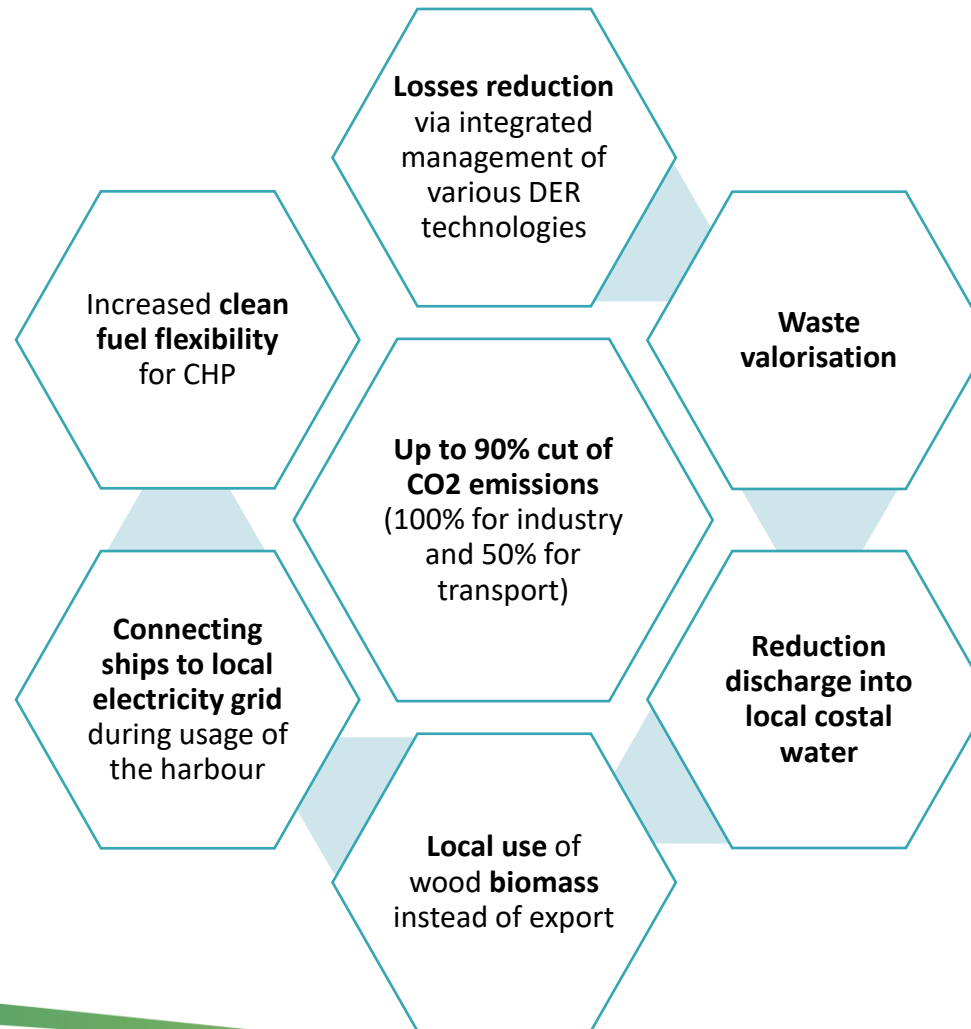 Losses reduction
via integrated
management of
various DER
technologies
Increased clean
fuel flexibility
for CHP
Waste
valorisation
Up to 90% cut of
CO2 emissions
(100% for industry
and 50% for
transport)
Connecting
ships to local
electricity grid
during usage of
the harbour
Reduction
discharge into
local costal
water
Local use of
wood biomass
instead of export